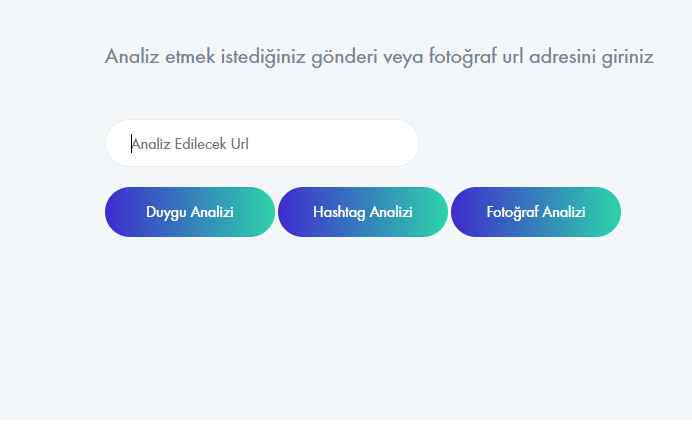 Analiz etmek istediğiniz gönderi veya fotoğraf url adresini giriniz
Analiz Edilecek Url
Duygu Analizi
Hashtag Analizi
Fotoğraf Analizi